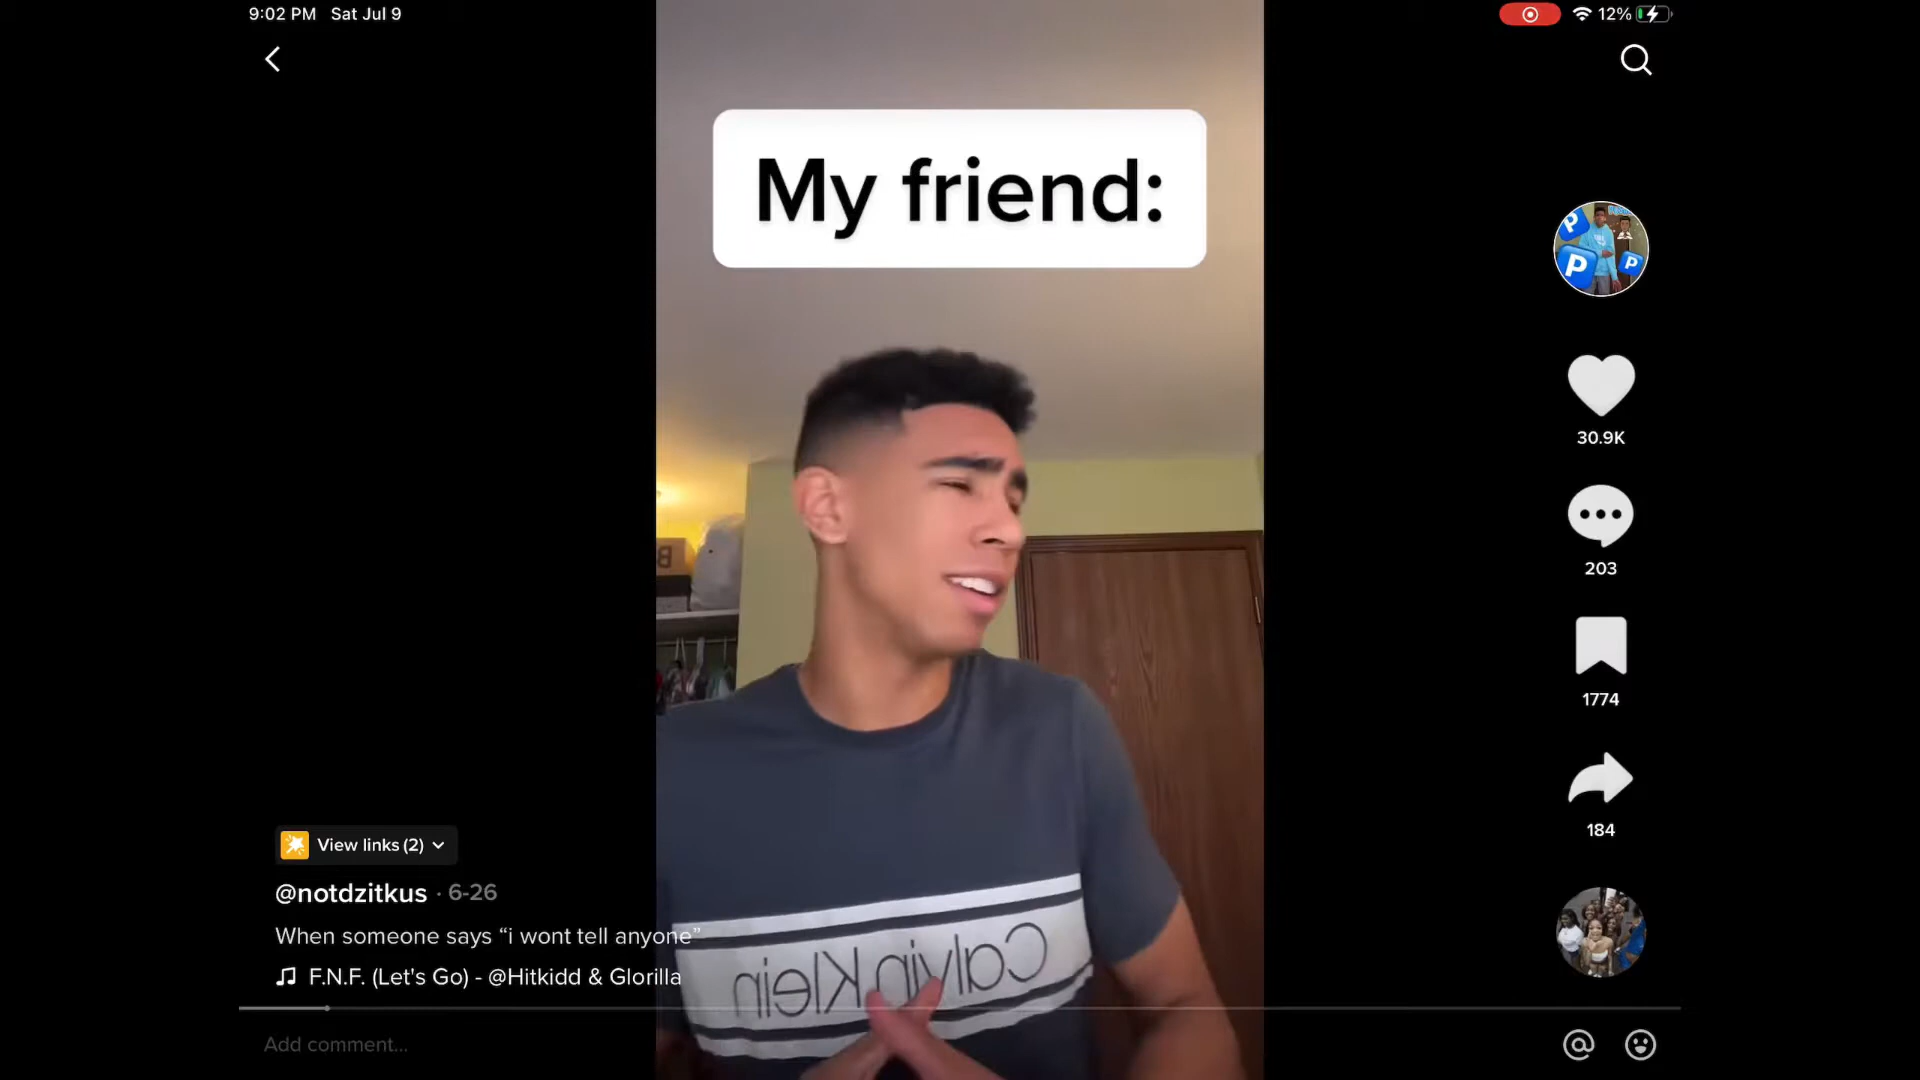 9:02 PM Sat Jul 9
12%
My friend:
P
P
P
30.9K
203
1774
184
B
View links (2)
@notdzitkus · 6-26
When someone says “i wont tell anyone”
F.N.F. (Let's Go) - @Hitkidd & Glorilla
Calvin Klein
Add comment...